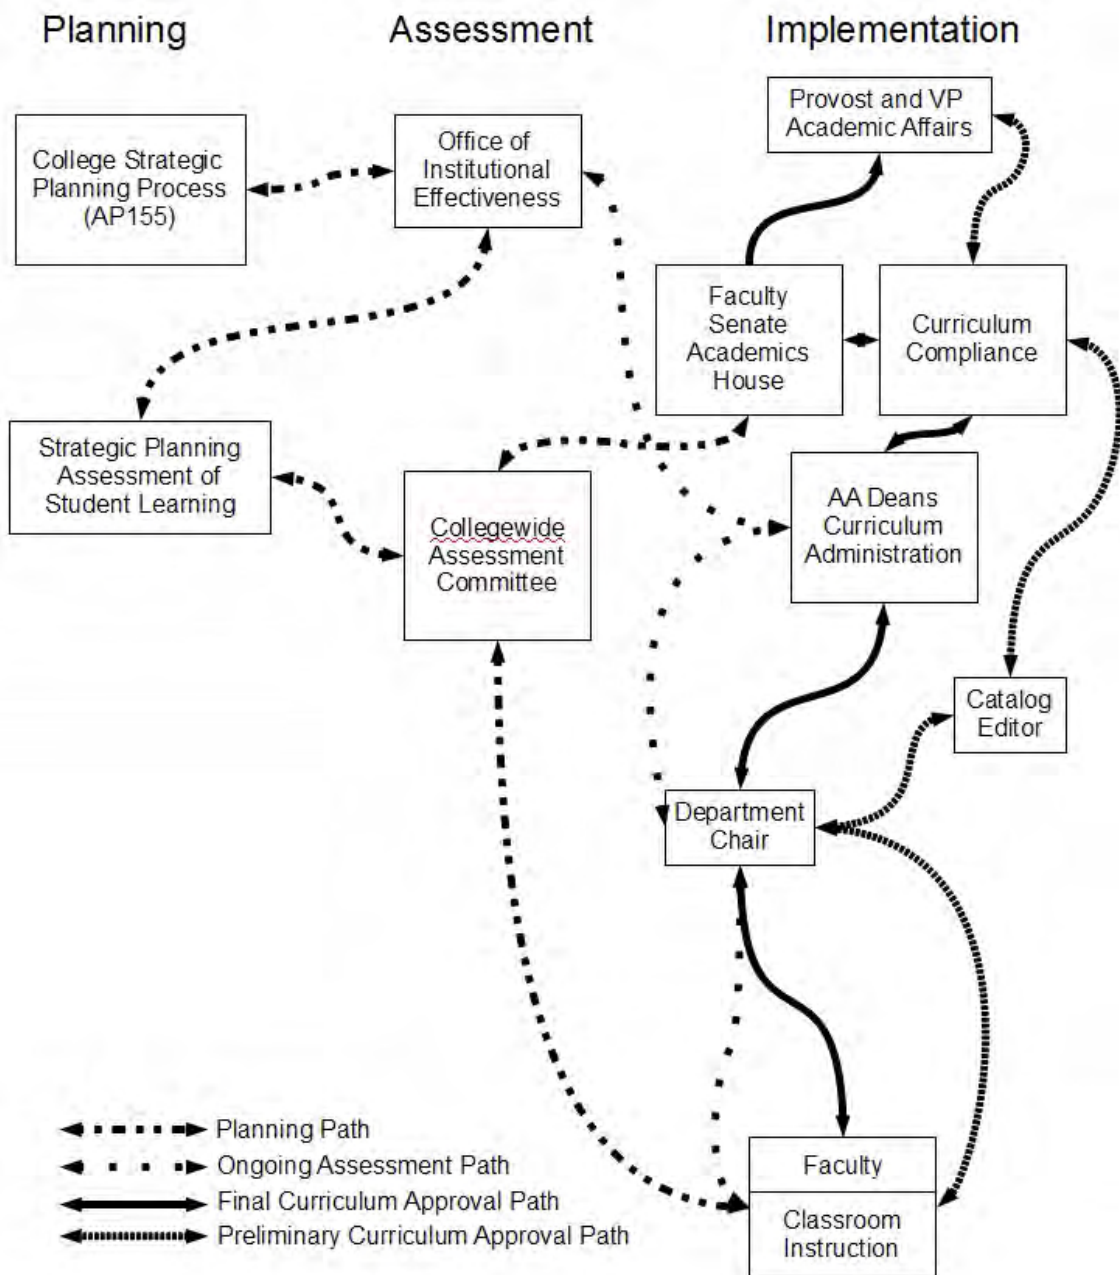 Planning
Assessment
Implementation
Provost and VP
Academic Affairs
College Strategic
Planning Process
(AP155)
Office of
Institutional
Effectiveness
Faculty
Senate
Academics
House
Curriculum
Compliance
Strategic Planning
Assessment of
Student Learning
Collegewide
Assessment
Committee
AA Deans
Curriculum
Administration
Catalog
Editor
Department
Chair
Faculty
Classroom
Instruction
Planning Path
Ongoing Assessment Path
Final Curriculum Approval Path
Preliminary Curriculum Approval Path